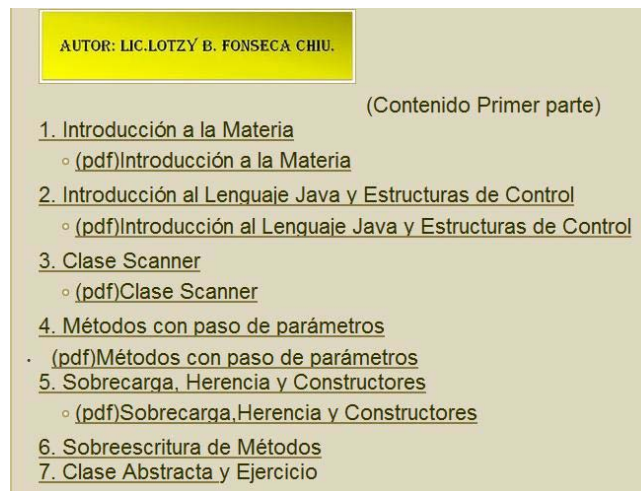 AUTOR: LIC.LOTZY B. FONSECA CHIU.
(Contenido Primer parte)
1. Introducción a la Materia
◦ (pdf)Introducción a la Materia
2. Introducción al Lenguaje Java y Estructuras de Control
◦ (pdf)Introducción al Lenguaje Java y Estructuras de Control
3. Clase Scanner
◦ (pdf)Clase Scanner
4. Métodos con paso de parámetros
· (pdf)Métodos con paso de parámetros
5. Sobrecarga, Herencia y Constructores
◦ (pdf)Sobrecarga,Herencia y Constructores
6. Sobreescritura de Métodos
7. Clase Abstracta y Ejercicio